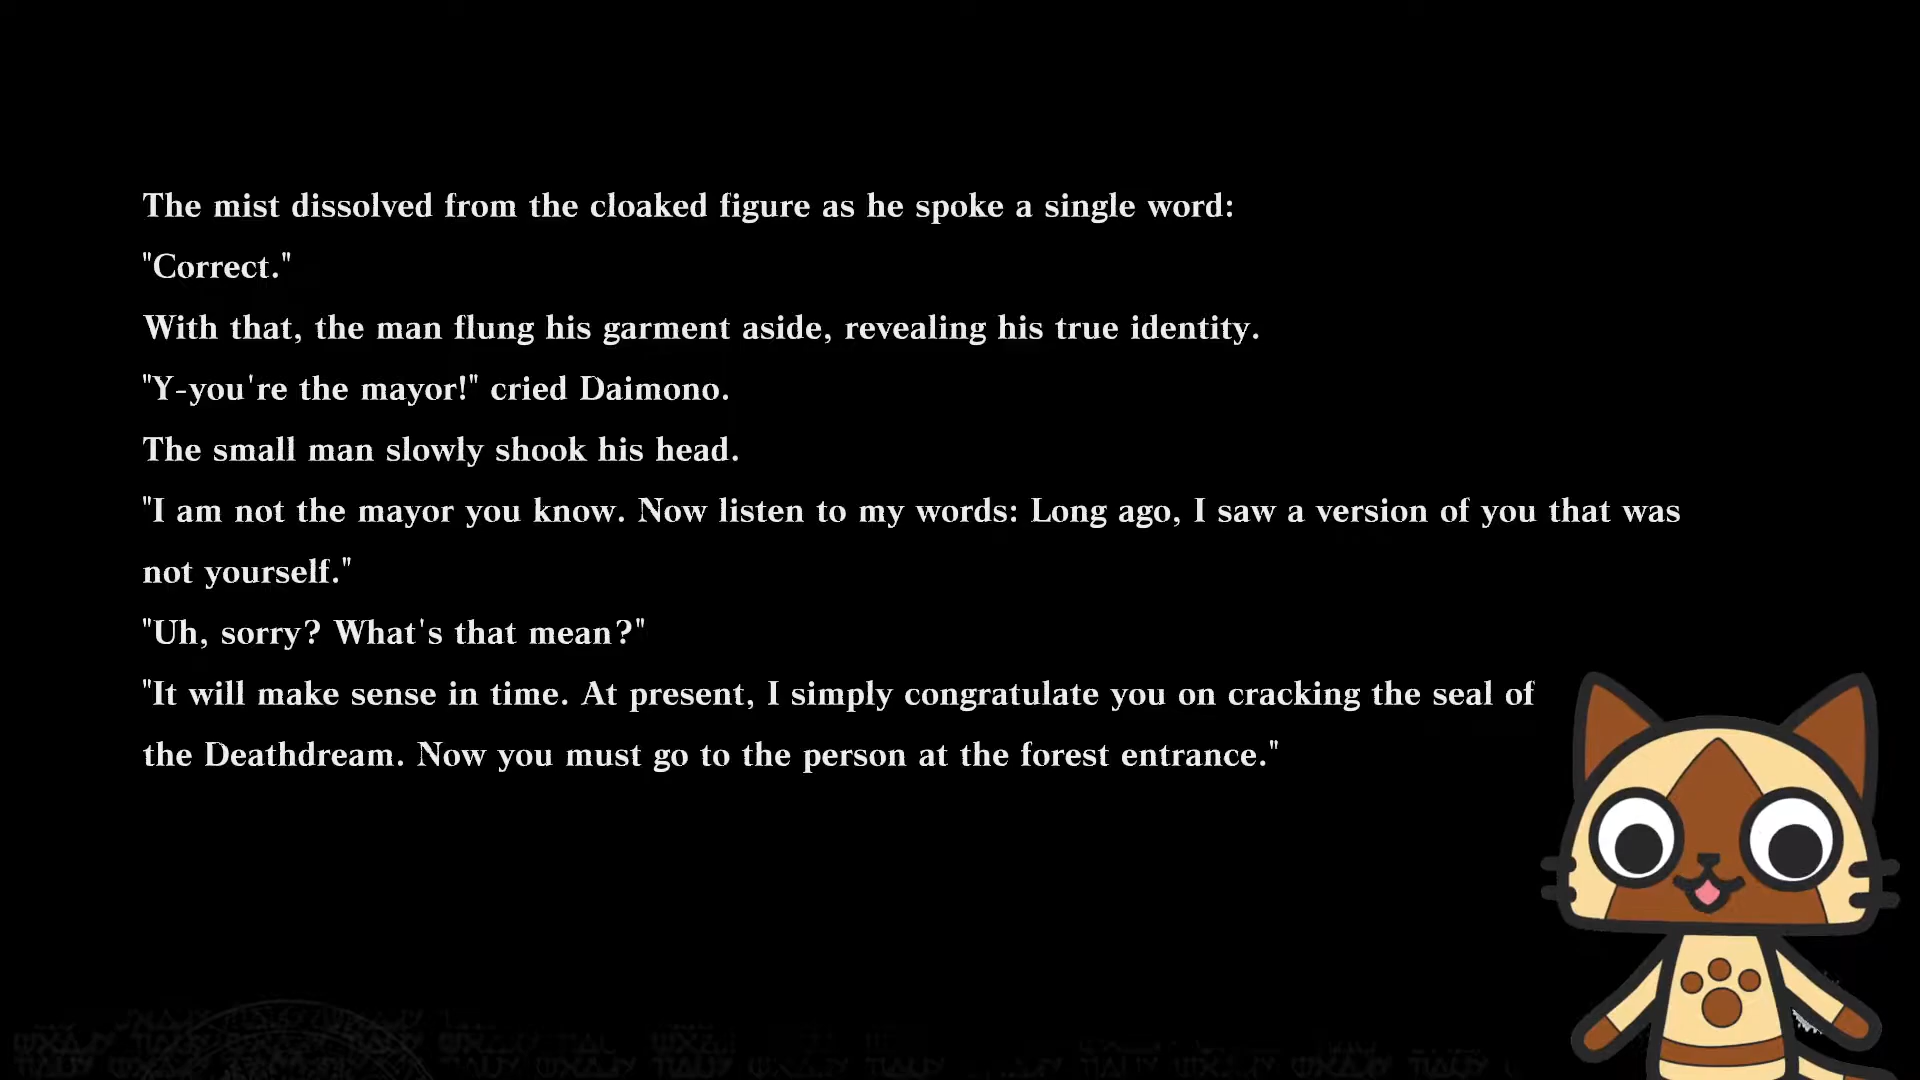 The mist dissolved from the cloaked figure as he spoke a single word:
"Correct."
With that, the man flung his garment aside, revealing his true identity.
"Y-you're the mayor!" cried Daimono.
The small man slowly shook his head.
"I am not the mayor you know. Now listen to my words: Long ago, I saw a version of you that was
not yourself."
"Uh, sorry? What's that mean?"
"It will make sense in time. At present, I simply congratulate you on cracking the seal of
the Deathdream. Now you must go to the person at the forest entrance."